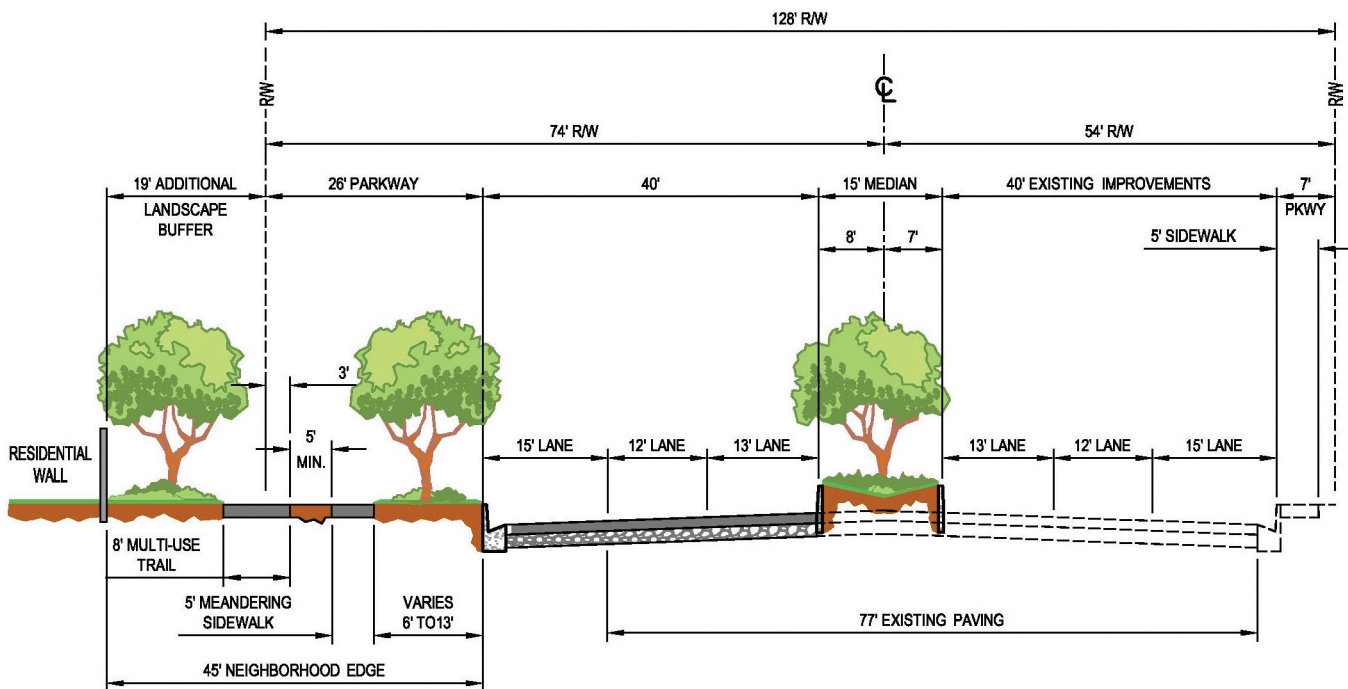 128' R/W
R/W
℄
R/W
74' R/W
54' R/W
19' ADDITIONAL
LANDSCAPE
BUFFER
26' PARKWAY
40'
15' MEDIAN
40' EXISTING IMPROVEMENTS
7'
PKWY
8'
7'
5' SIDEWALK
3'
5'
MIN.
RESIDENTIAL
WALL
15' LANE
12' LANE
13' LANE
13' LANE
12' LANE
15' LANE
8' MULTI-USE
TRAIL
5' MEANDERING
SIDEWALK
VARIES
6' TO13'
77' EXISTING PAVING
45' NEIGHBORHOOD EDGE